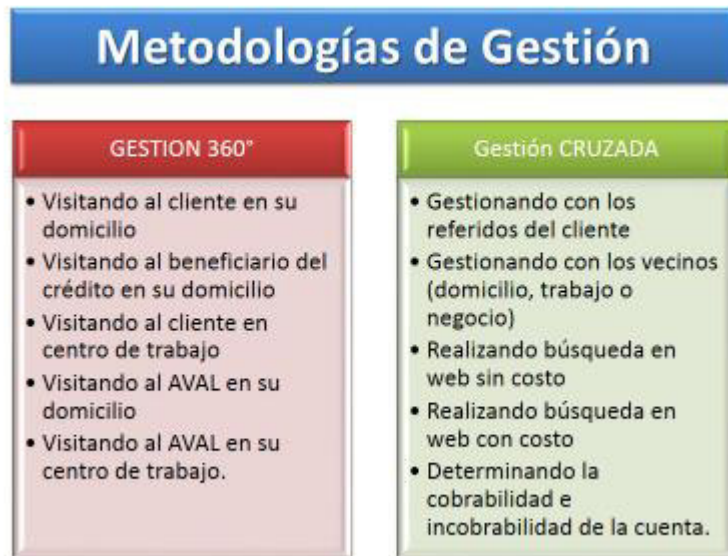 Metodologías de Gestión
GESTION 360°
• Visitando al cliente en su
domicilio
• Visitando al beneficiario del
crédito en su domicilio
• Visitando al cliente en
centro de trabajo
• Visitando al AVAL en su
domicilio
• Visitando al AVAL en su
centro de trabajo.
Gestión CRUZADA
• Gestionando con los
referidos del cliente
• Gestionando con los vecinos
(domicilio, trabajo o
negocio)
• Realizando búsqueda en
web sin costo
• Realizando búsqueda en
web con costo
• Determinando la
cobrabilidad e
incobrabilidad de la cuenta.